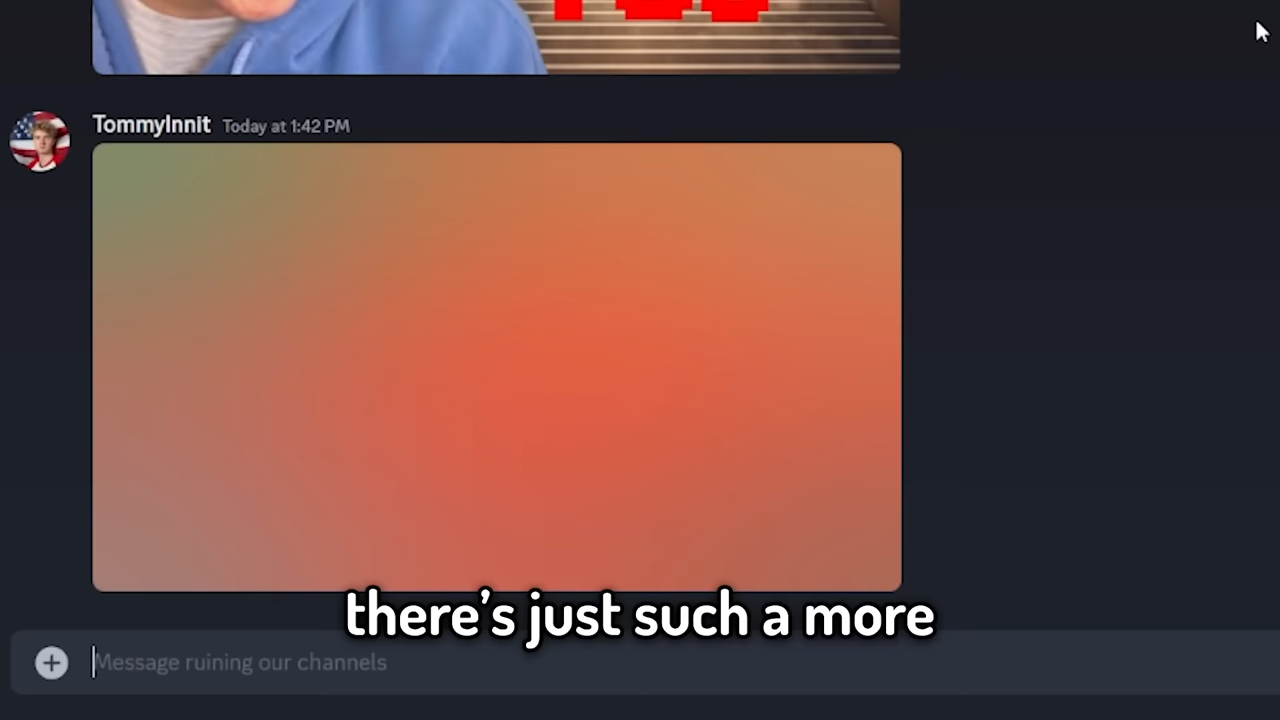 TommyInnit Today at 1:42 PM
there's just such a more
Message ruining our channels